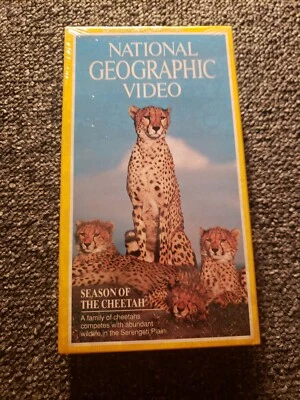 NATIONAL
GEOGRAPHIC
VIDEO
SEASON OF
THE CHEETAH
A family of cheetahs
competes with abundant
wildlife in the Serengeti Plain.